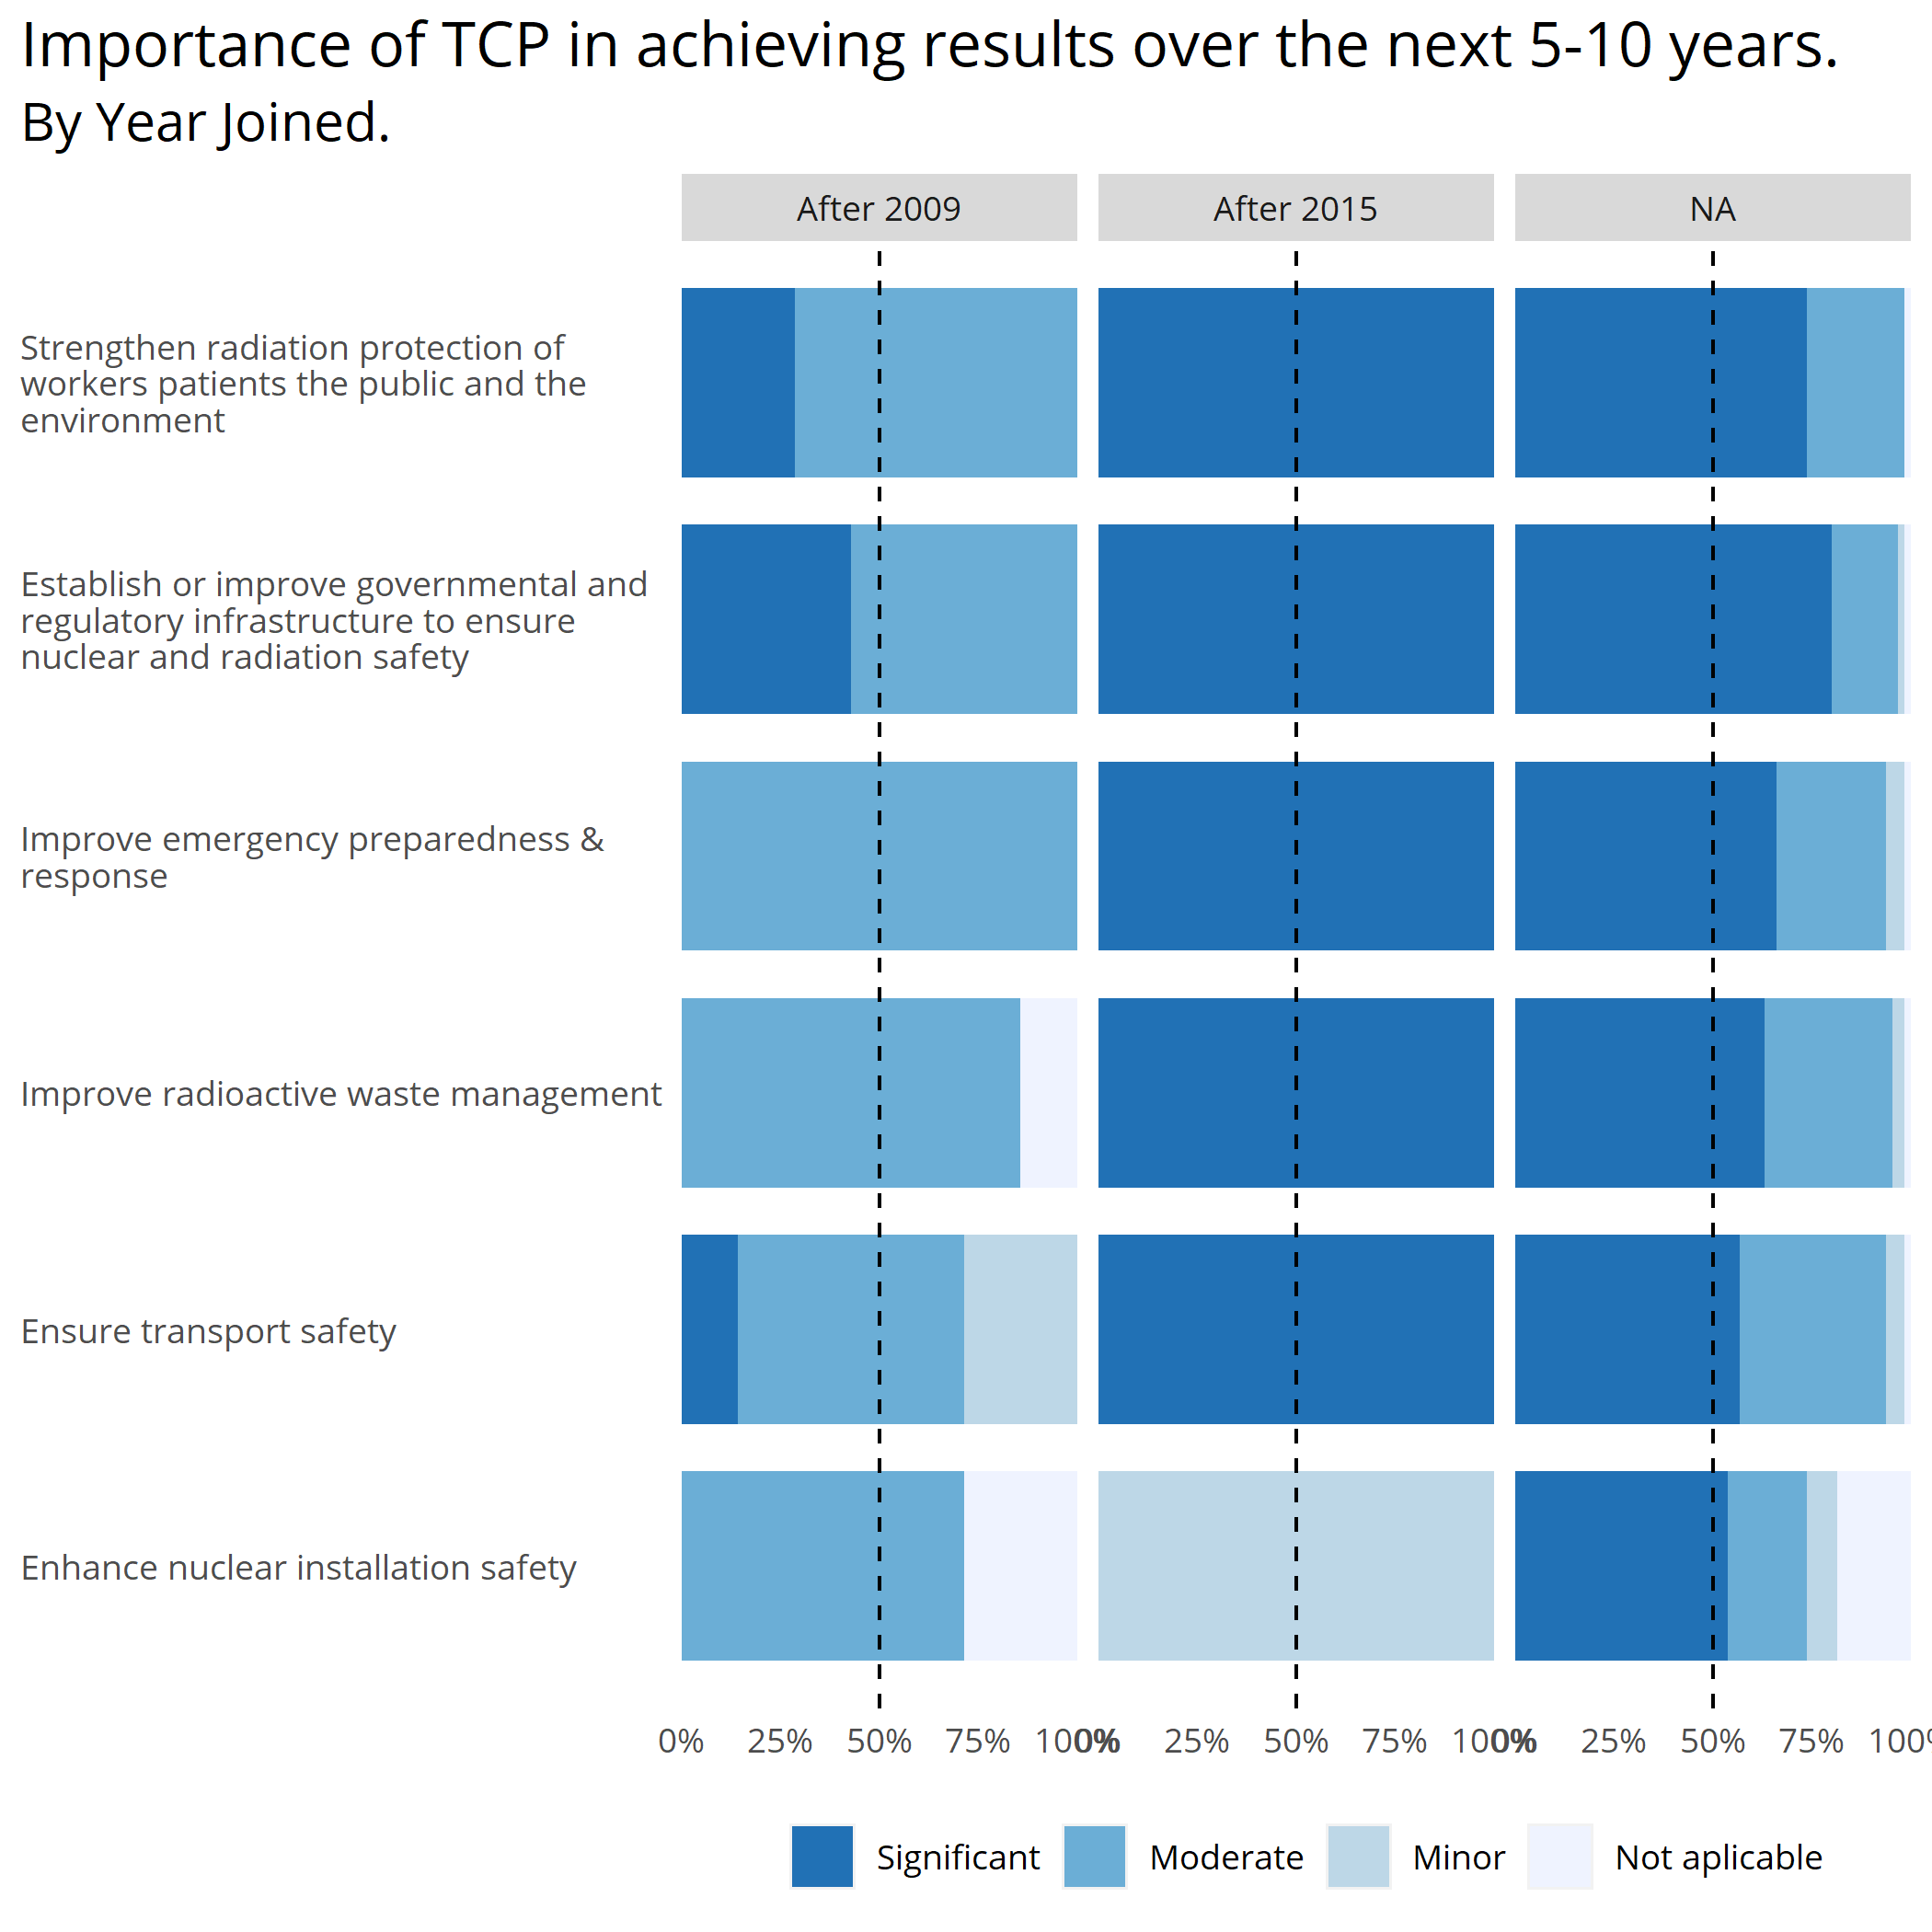 Importance of TCP in achieving results over the next 5-10 years.
By Year Joined.
After 2009 After 2015 NA
Strengthen radiation protection of
workers patients the public and the
environment
Establish or improve governmental and
regulatory infrastructure to ensure
nuclear and radiation safety
Improve emergency preparedness &
response
Improve radioactive waste management
Ensure transport safety
Enhance nuclear installation safety
0% 25% 50% 75% 100% 0% 25% 50% 75% 100% 0% 25% 50% 75% 100%
Significant Moderate Minor Not aplicable